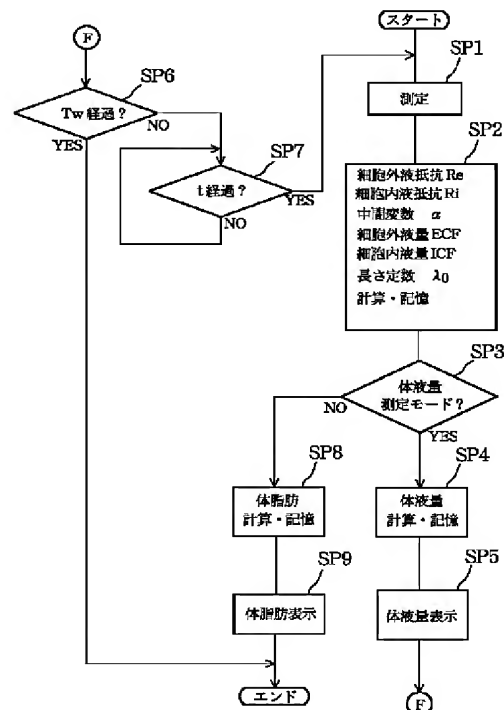 F
SP6
Tw 経過？
YES
NO
SP7
t 経過？
YES
NO
スタート
SP1
測定
SP2
細胞外液抵抗 Re
細胞内液抵抗 Ri
中間変数 α
細胞外液量 ECF
細胞内液量 ICF
長さ定数 λ0
計算・記憶
SP3
体液量
測定モード？
NO
YES
SP8
体脂肪
計算・記憶
SP4
体液量
計算・記憶
SP9
体脂肪表示
SP5
体液量表示
エンド
F